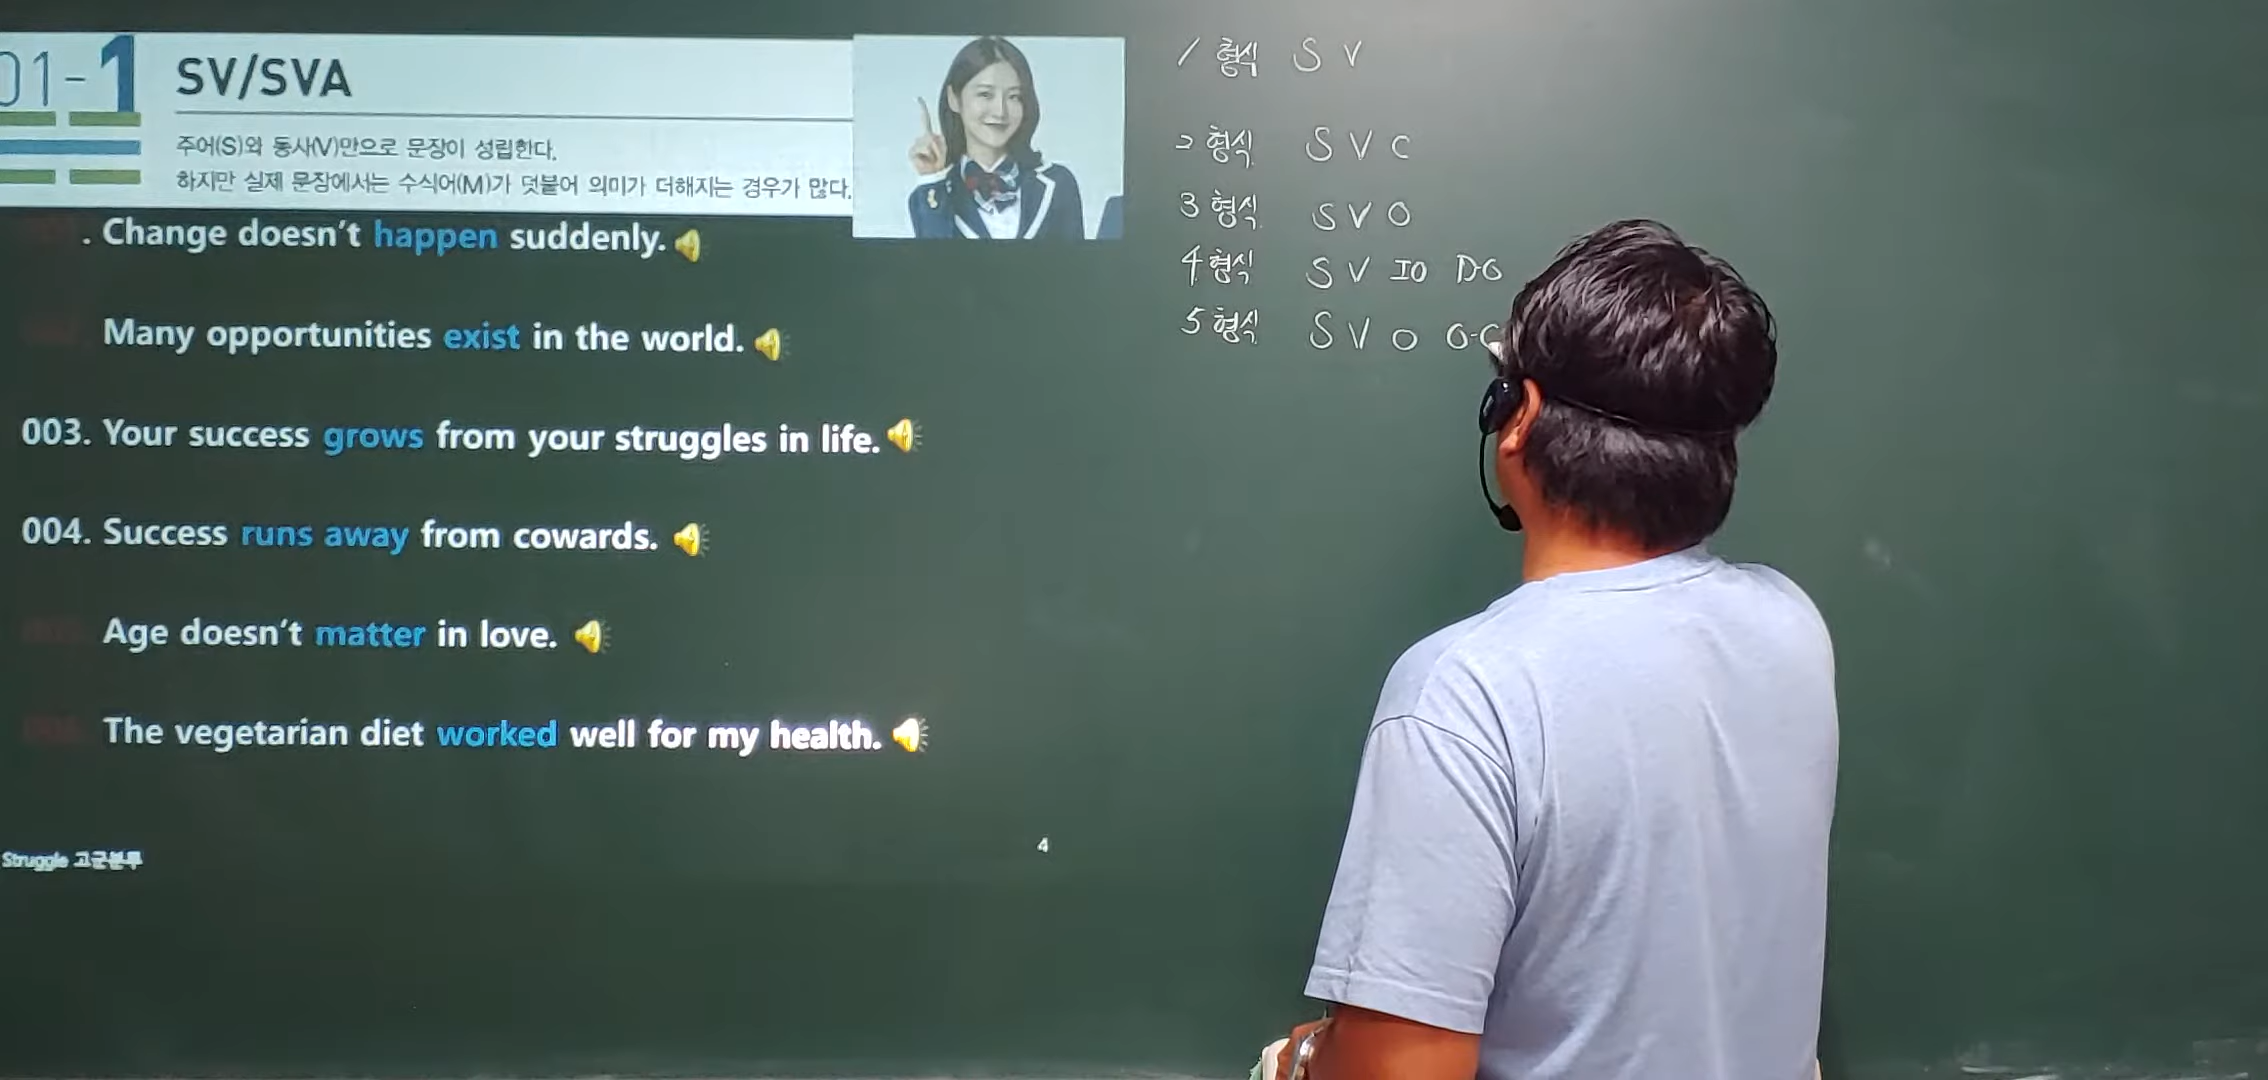 01-1 SV/SVA
주어(S)와 동사(V)만으로 문장이 성립한다.
하지만 실제 문장에서는 수식어(M)가 덧붙어 의미가 더해지는 경우가 많다.
. Change doesn't happen suddenly.
Many opportunities exist in the world.
003. Your success grows from your struggles in life.
004. Success runs away from cowards.
Age doesn't matter in love.
The vegetarian diet worked well for my health.
Struggle 고군분투
4
1형식 S V
2형식 S V C
3형식 S V O
4형식 S V IO D·O
5형식 S V O O·C